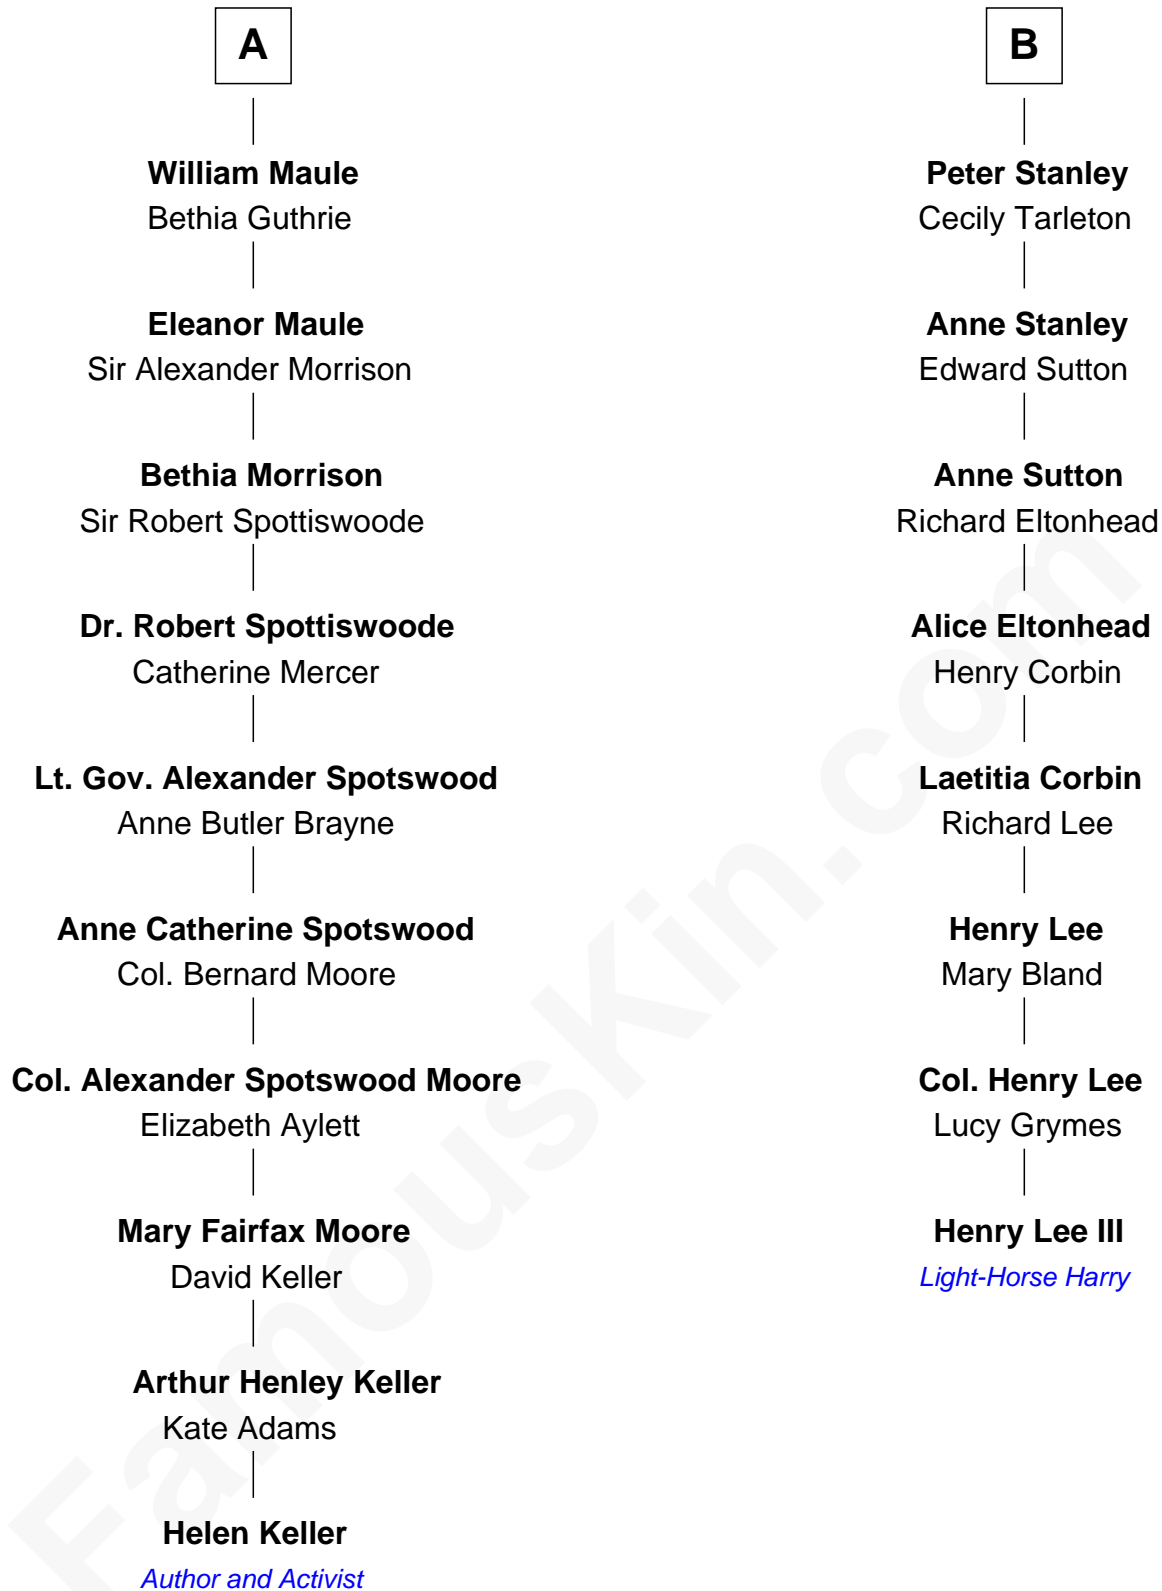 A
William Maule
Bethia Guthrie
Eleanor Maule
Sir Alexander Morrison
Bethia Morrison
Sir Robert Spottiswoode
Dr. Robert Spottiswoode
Catherine Mercer
Lt. Gov. Alexander Spotswood
Anne Butler Brayne
Anne Catherine Spotswood
Col. Bernard Moore
Col. Alexander Spotswood Moore
Elizabeth Aylett
Mary Fairfax Moore
David Keller
Arthur Henley Keller
Kate Adams
Helen Keller
Author and Activist
B
Peter Stanley
Cecily Tarleton
Anne Stanley
Edward Sutton
Anne Sutton
Richard Eltonhead
Alice Eltonhead
Henry Corbin
Laetitia Corbin
Richard Lee
Henry Lee
Mary Bland
Col. Henry Lee
Lucy Grymes
Henry Lee III
Light-Horse Harry
FamousKin.com